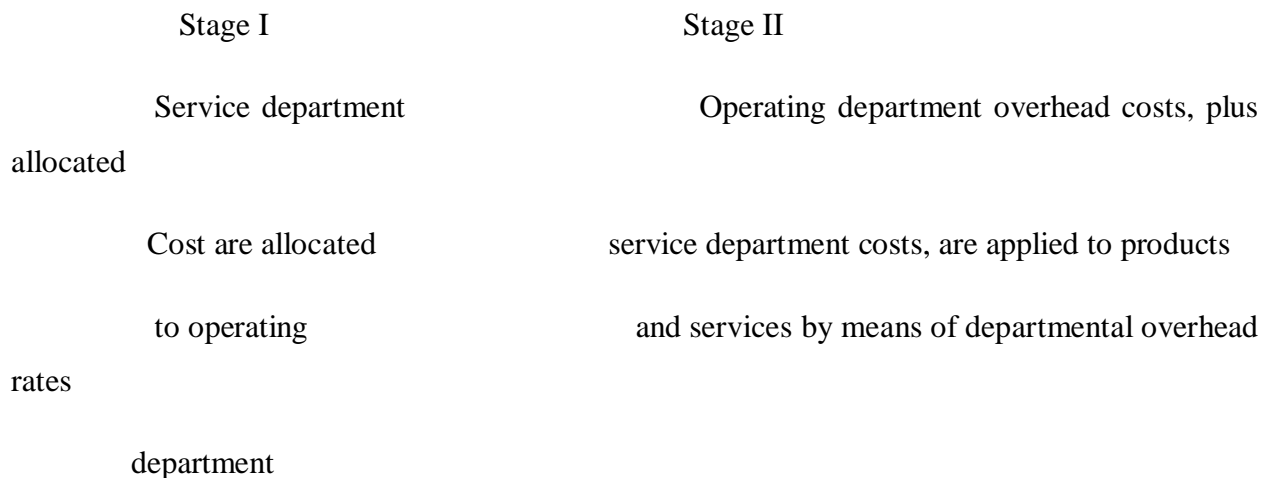 Stage I Stage II
Service department Operating department overhead costs, plus
allocated
Cost are allocated service department costs, are applied to products
to operating and services by means of departmental overhead
rates
department